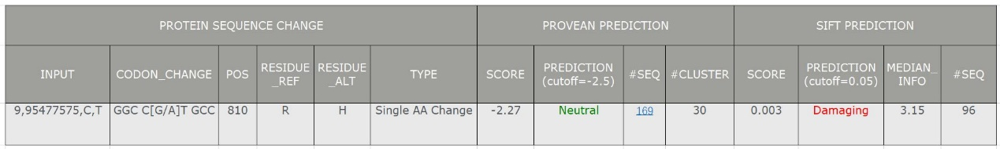 PROTEIN SEQUENCE CHANGE PROVEAN PREDICTION SIFT PREDICTION
INPUT CODON_CHANGE POS RESIDUE_REF RESIDUE_ALT TYPE SCORE PREDICTION (cutoff=-2.5) #SEQ #CLUSTER SCORE PREDICTION (cutoff=0.05) MEDIAN_INFO #SEQ
9,95477575,C,T GGC C[G/A]T GCC 810 R H Single AA Change -2.27 Neutral 169 30 0.003 Damaging 3.15 96